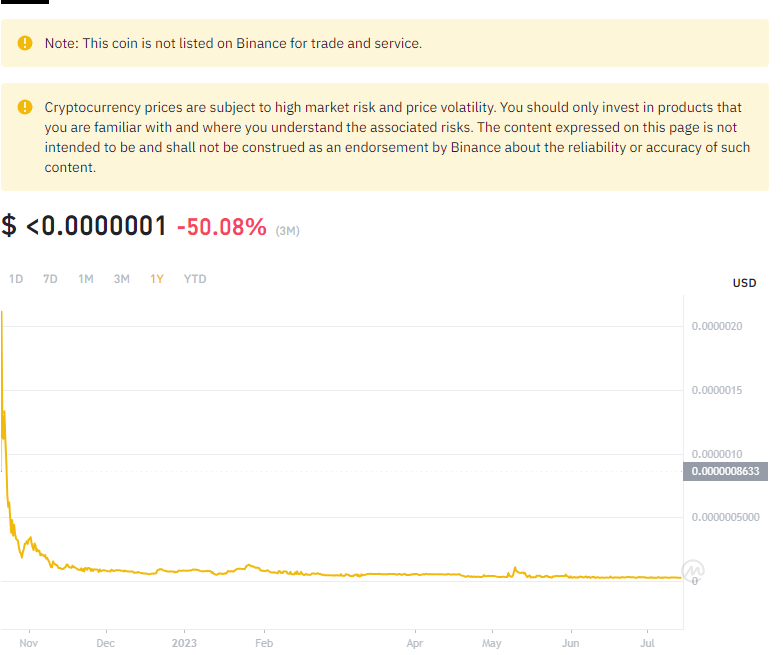 Note: This coin is not listed on Binance for trade and service.
Cryptocurrency prices are subject to high market risk and price volatility. You should only invest in products that
you are familiar with and where you understand the associated risks. The content expressed on this page is not
intended to be and shall not be construed as an endorsement by Binance about the reliability or accuracy of such
content.
$ <0.0000001 -50.08% (3M)
1D 7D 1M 3M 1Y YTD
USD
0.0000020
0.0000015
0.0000010
0.0000008633
0.0000005000
0
Nov Dec 2023 Feb Apr May Jun Jul